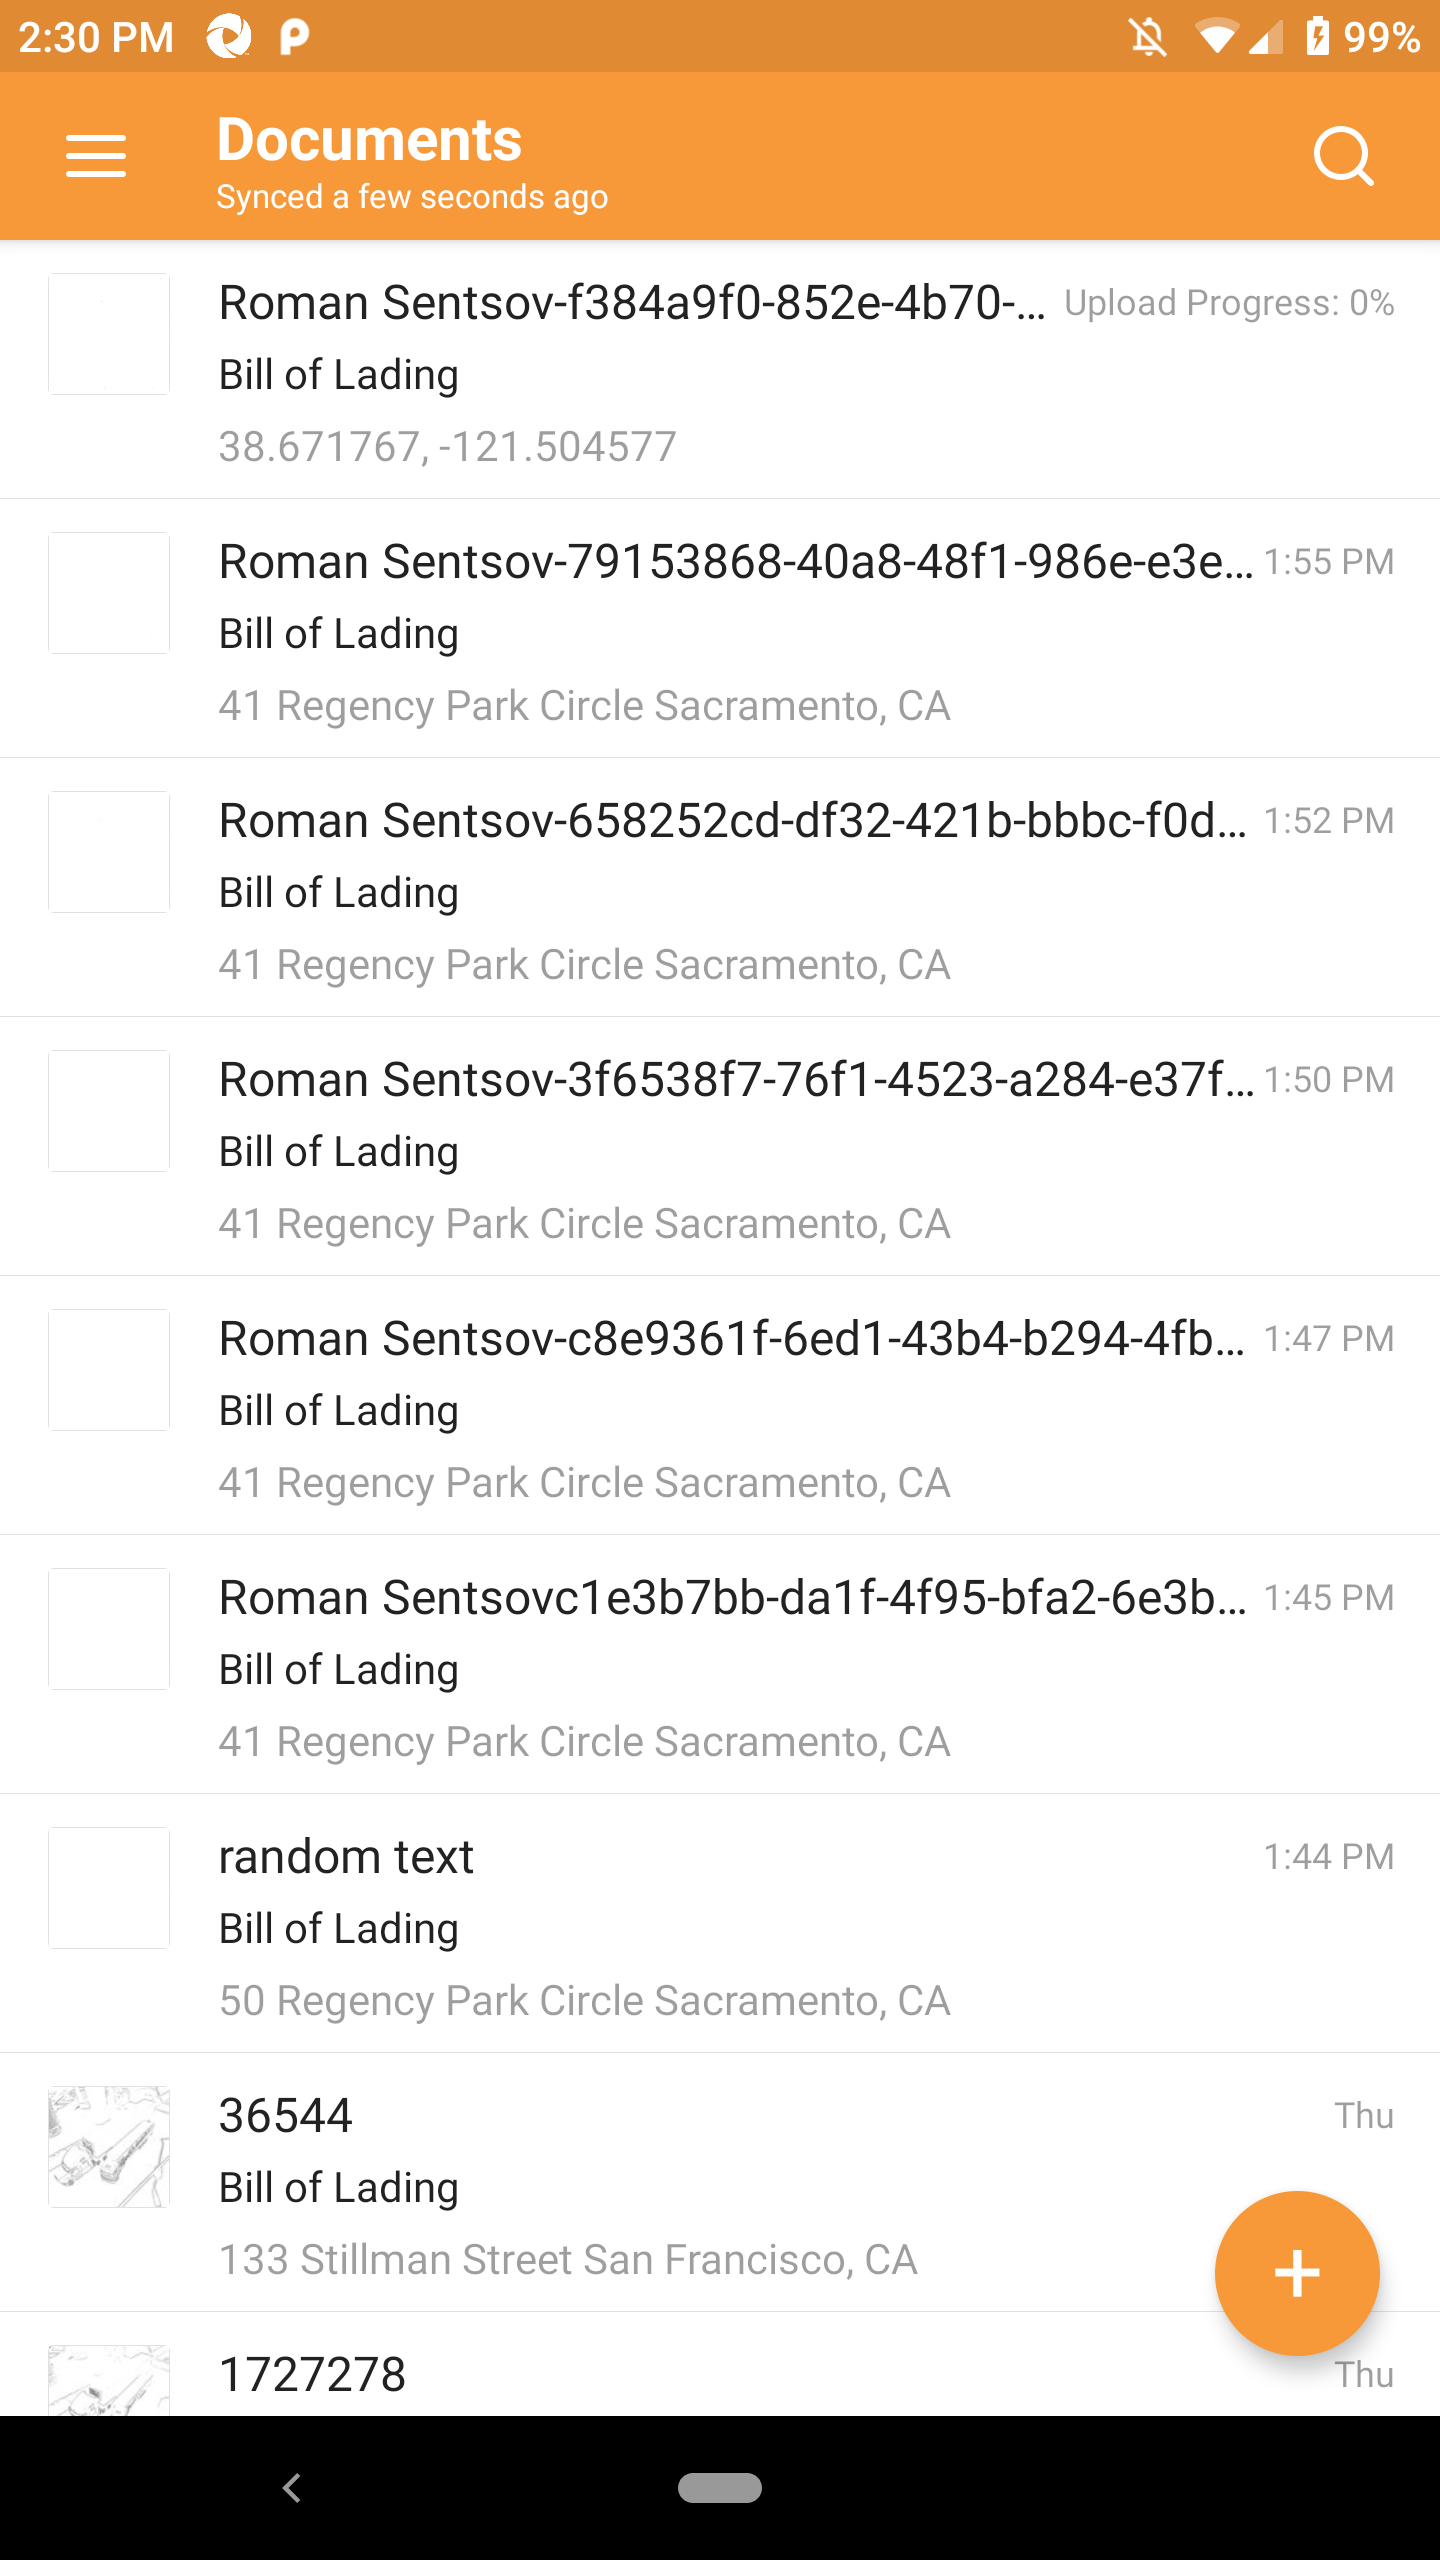 2:30 PM
99%
Documents
Synced a few seconds ago
Roman Sentsov-f384a9f0-852e-4b70-... Upload Progress: 0%
Bill of Lading
38.671767, -121.504577
Roman Sentsov-79153868-40a8-48f1-986e-e3e... 1:55 PM
Bill of Lading
41 Regency Park Circle Sacramento, CA
Roman Sentsov-658252cd-df32-421b-bbbc-f0d... 1:52 PM
Bill of Lading
41 Regency Park Circle Sacramento, CA
Roman Sentsov-3f6538f7-76f1-4523-a284-e37f... 1:50 PM
Bill of Lading
41 Regency Park Circle Sacramento, CA
Roman Sentsov-c8e9361f-6ed1-43b4-b294-4fb... 1:47 PM
Bill of Lading
41 Regency Park Circle Sacramento, CA
Roman Sentsovc1e3b7bb-da1f-4f95-bfa2-6e3b... 1:45 PM
Bill of Lading
41 Regency Park Circle Sacramento, CA
random text 1:44 PM
Bill of Lading
50 Regency Park Circle Sacramento, CA
36544 Thu
Bill of Lading
133 Stillman Street San Francisco, CA
1727278 Thu